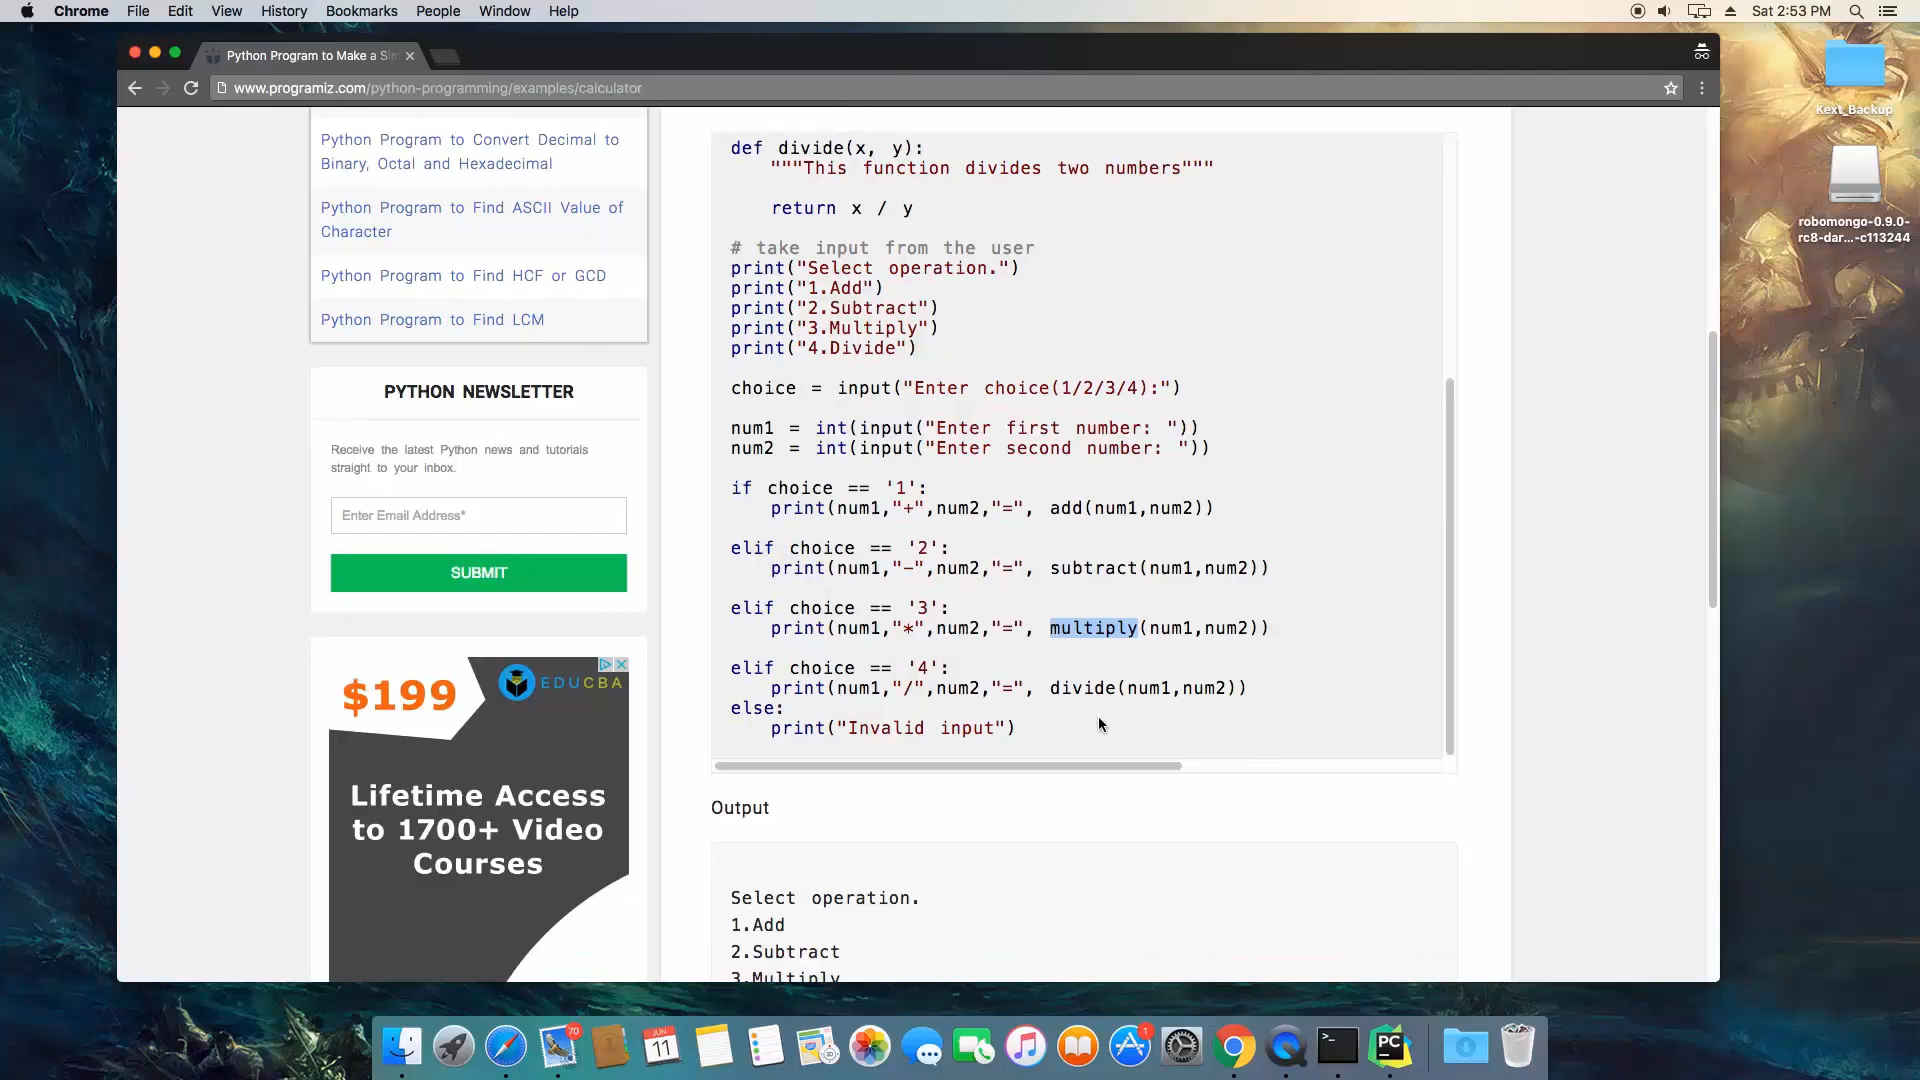 Chrome File Edit View History Bookmarks People Window Help
Sat 2:53 PM
Python Program to Make a Sim
www.programiz.com/python-programming/examples/calculator
Kext_Backup
robomongo-0.9.0-
rc8-dar...-c113244
Python Program to Convert Decimal to
Binary, Octal and Hexadecimal
Python Program to Find ASCII Value of
Character
Python Program to Find HCF or GCD
Python Program to Find LCM
PYTHON NEWSLETTER
Receive the latest Python news and tutorials
straight to your inbox.
Enter Email Address*
SUBMIT
$199
EDUCBA
Lifetime Access
to 1700+ Video
Courses
def divide(x, y):
"""This function divides two numbers"""
return x / y
# take input from the user
print("Select operation.")
print("1.Add")
print("2.Subtract")
print("3.Multiply")
print("4.Divide")
choice = input("Enter choice(1/2/3/4):")
num1 = int(input("Enter first number: "))
num2 = int(input("Enter second number: "))
if choice == '1':
print(num1,"+",num2,"=", add(num1,num2))
elif choice == '2':
print(num1,"-",num2,"=", subtract(num1,num2))
elif choice == '3':
print(num1,"*",num2,"=", multiply(num1,num2))
elif choice == '4':
print(num1,"/",num2,"=", divide(num1,num2))
else:
print("Invalid input")
Output
Select operation.
1.Add
2.Subtract
3.Multiply
70
JUN
11
3D
1
>_
PC